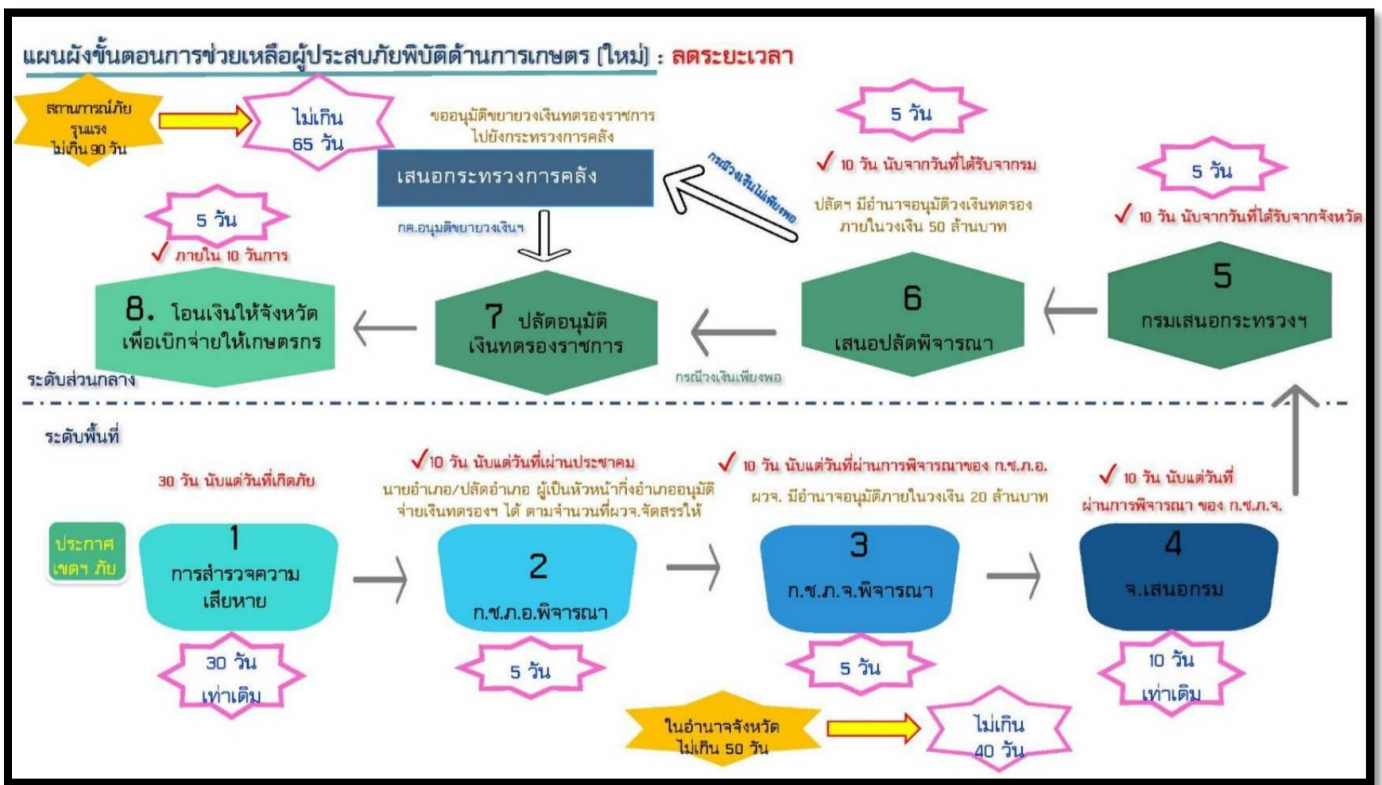 แผนผังขั้นตอนการช่วยเหลือผู้ประสบภัยพิบัติด้านการเกษตร (ใหม่) : ลดระยะเวลา
สถานการณ์ภัย
รุนแรง
ไม่เกิน 90 วัน
ไม่เกิน
65 วัน
ขออนุมัติขยายวงเงินทดรองราชการ
ไปยังกระทรวงการคลัง
เสนอกระทรวงการคลัง
กค.อนุมติขยายวงเงินฯ
กรณีวงเงินไม่เพียงพอ
5 วัน
✓ 10 วัน นับจากวันที่ได้รับจากรม
ปลัดฯ มีอำนาจอนุมัติวงเงินทดรอง
ภายในวงเงิน 50 ล้านบาท
5 วัน
✓ 10 วัน นับจากวันที่ได้รับจากจังหวัด
5 วัน
✓ ภายใน 10 วันการ
8. โอนเงินให้จังหวัด
เพื่อเบิกจ่ายให้เกษตรกร
7 ปลัดอนุมัติ
เงินทดรองราชการ
กรณีวงเงินเพียงพอ
6
เสนอปลัดพิจารณา
5
กรมเสนอกระทรวงฯ
ระดับส่วนกลาง
ระดับพื้นที่
30 วัน นับแต่วันที่เกิดภัย
✓10 วัน นับแต่วันที่ผ่านประชาคม
นายอำเภอ/ปลัดอำเภอ ผู้เป็นหัวหน้ากิ่งอำเภออนุมัติ
จ่ายเงินทดรองฯ ได้ ตามจำนวนที่ผวจ.จัดสรรให้
✓ 10 วัน นับแต่วันที่ผ่านการพิจารณาของ ก.ช.ภ.อ.
ผวจ. มีอำนาจอนุมัติภายในวงเงิน 20 ล้านบาท
✓ 10 วัน นับแต่วันที่
ผ่านการพิจารณา ของ ก.ช.ภ.จ.
ประกาศ
เขตฯ ภัย
1
การสำรวจความ
เสียหาย
2
ก.ช.ภ.อ.พิจารณา
3
ก.ช.ภ.จ.พิจารณา
4
จ.เสนอกรม
30 วัน
เท่าเดิม
5 วัน
5 วัน
10 วัน
เท่าเดิม
ในอำนาจจังหวัด
ไม่เกิน 50 วัน
ไม่เกิน
40 วัน